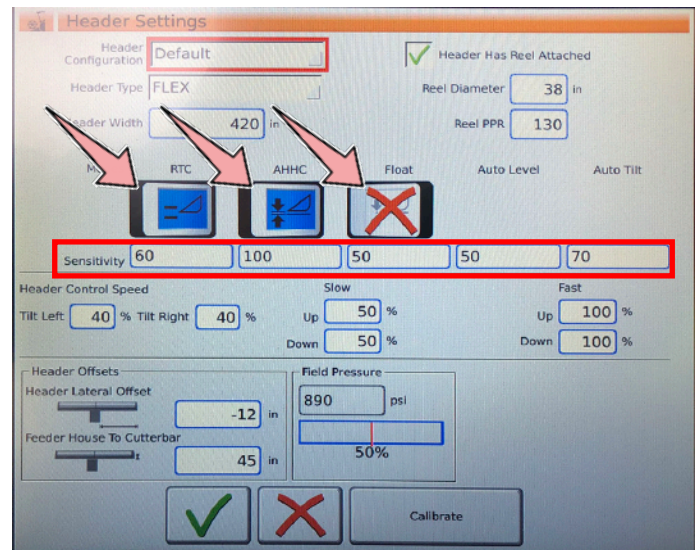 Header Settings
Header Configuration Default
Header Has Reel Attached
Header Type FLEX
Reel Diameter 38 in
Header Width 420 in
Reel PPR 130
RTC AHHC Float Auto Level Auto Tilt
Sensitivity 60 100 50 50 70
Header Control Speed Slow Fast
Tilt Left 40 % Tilt Right 40 % Up 50 % Up 100 %
Down 50 % Down 100 %
Header Offsets Field Pressure
Header Lateral Offset
890 psi
-12 in
Feeder House To Cutterbar
50%
45 in
Calibrate